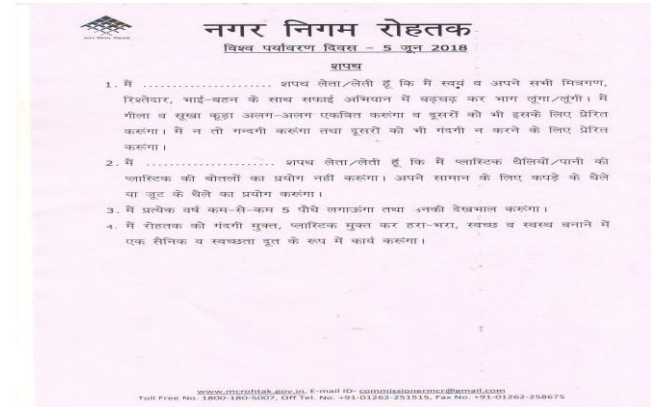 नगर निगम रोहतक
नगर निगम रोहतक
विश्व पर्यावरण दिवस – 5 जून 2018
शपथ
1. मैं ...................... शपथ लेता/लेती हूं कि मैं स्वयं व अपने सभी मित्रगण,
रिश्तेदार, भाई-बहन के साथ सफाई अभियान में बढ़चढ़ कर भाग लूंगा/लूंगी। मैं
गीला व सुखा कूड़ा अलग-अलग एकत्रित करूंगा व दूसरों को भी इसके लिए प्रेरित
करूंगा। मैं न तो गन्दगी करूंगा तथा दूसरों को भी गंदगी न करने के लिए प्रेरित
करूंगा।
2. मैं ...................... शपथ लेता/लेती हूं कि मैं प्लास्टिक थैलियों/पानी की
प्लास्टिक की बोतलों का प्रयोग नहीं करूंगा। अपने सामान के लिए कपड़े के थैले
या जूट के थैले का प्रयोग करूंगा।
3. मैं प्रत्येक वर्ष कम-से-कम 5 पौधे लगाऊंगा तथा उनकी देखभाल करूंगा।
4. मैं रोहतक को गंदगी मुक्त, प्लास्टिक मुक्त कर हरा-भरा, स्वच्छ व स्वस्थ बनाने में
एक सैनिक व स्वच्छता दूत के रूप में कार्य करूंगा।
www.mcrohtak.gov.in, E-mail ID- commissionermcr@gmail.com
Toll Free No. 1800-180-5007, Off Tel. No. +91-01262-251515, Fax No. +91-01262-258675